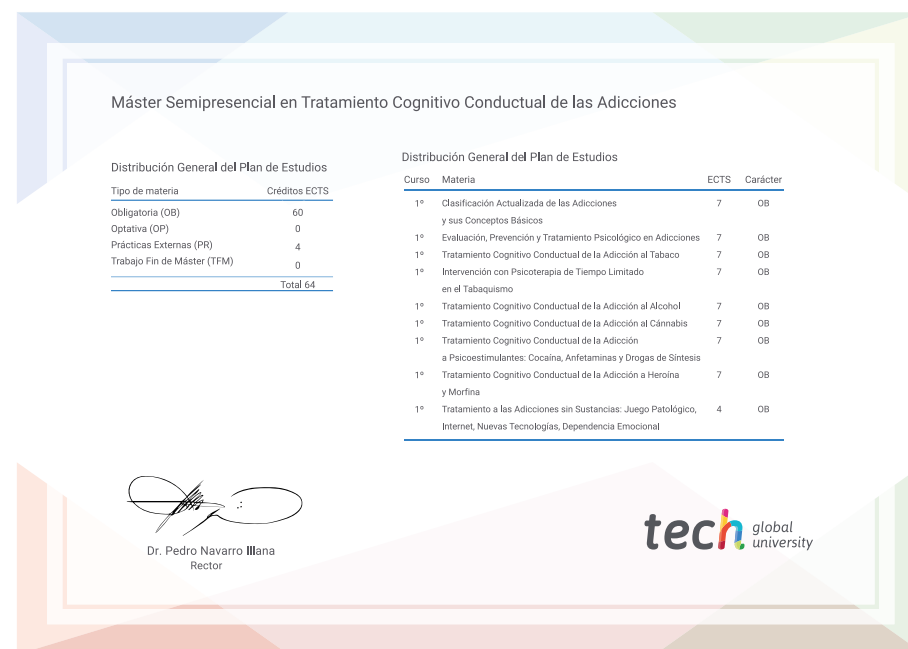 Máster Semipresencial en Tratamiento Cognitivo Conductual de las Adicciones
Distribución General del Plan de Estudios
Tipo de materia Créditos ECTS
Obligatoria (OB) 60
Optativa (OP) 0
Prácticas Externas (PR) 4
Trabajo Fin de Máster (TFM) 0
Total 64
Distribución General del Plan de Estudios
Curso Materia ECTS Carácter
1º Clasificación Actualizada de las Adicciones 7 OB
y sus Conceptos Básicos
1º Evaluación, Prevención y Tratamiento Psicológico en Adicciones 7 OB
1º Tratamiento Cognitivo Conductual de la Adicción al Tabaco 7 OB
1º Intervención con Psicoterapia de Tiempo Limitado 7 OB
en el Tabaquismo
1º Tratamiento Cognitivo Conductual de la Adicción al Alcohol 7 OB
1º Tratamiento Cognitivo Conductual de la Adicción al Cánnabis 7 OB
1º Tratamiento Cognitivo Conductual de la Adicción 7 OB
a Psicoestimulantes: Cocaína, Anfetaminas y Drogas de Síntesis
1º Tratamiento Cognitivo Conductual de la Adicción a Heroína 7 OB
y Morfina
1º Tratamiento a las Adicciones sin Sustancias: Juego Patológico, 4 OB
Internet, Nuevas Tecnologías, Dependencia Emocional
Dr. Pedro Navarro Illana
Rector
tech global
university